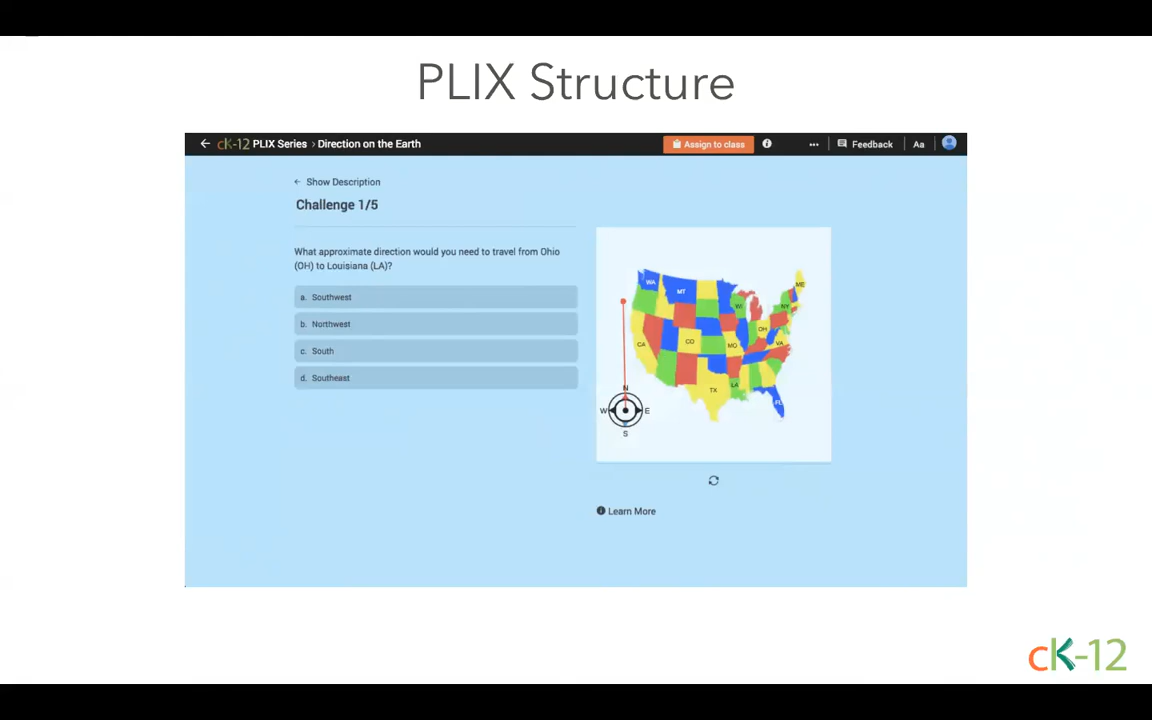 PLIX Structure
cK-12 PLIX Series > Direction on the Earth
Assign to class
Feedback
Aa
← Show Description
Challenge 1/5
What approximate direction would you need to travel from Ohio
(OH) to Louisiana (LA)?
a. Southwest
b. Northwest
c. South
d. Southeast
WA
MT
ME
WI
NY
OH
CA
CO
MO
VA
TX
LA
FL
N
W
E
S
Learn More
cK-12